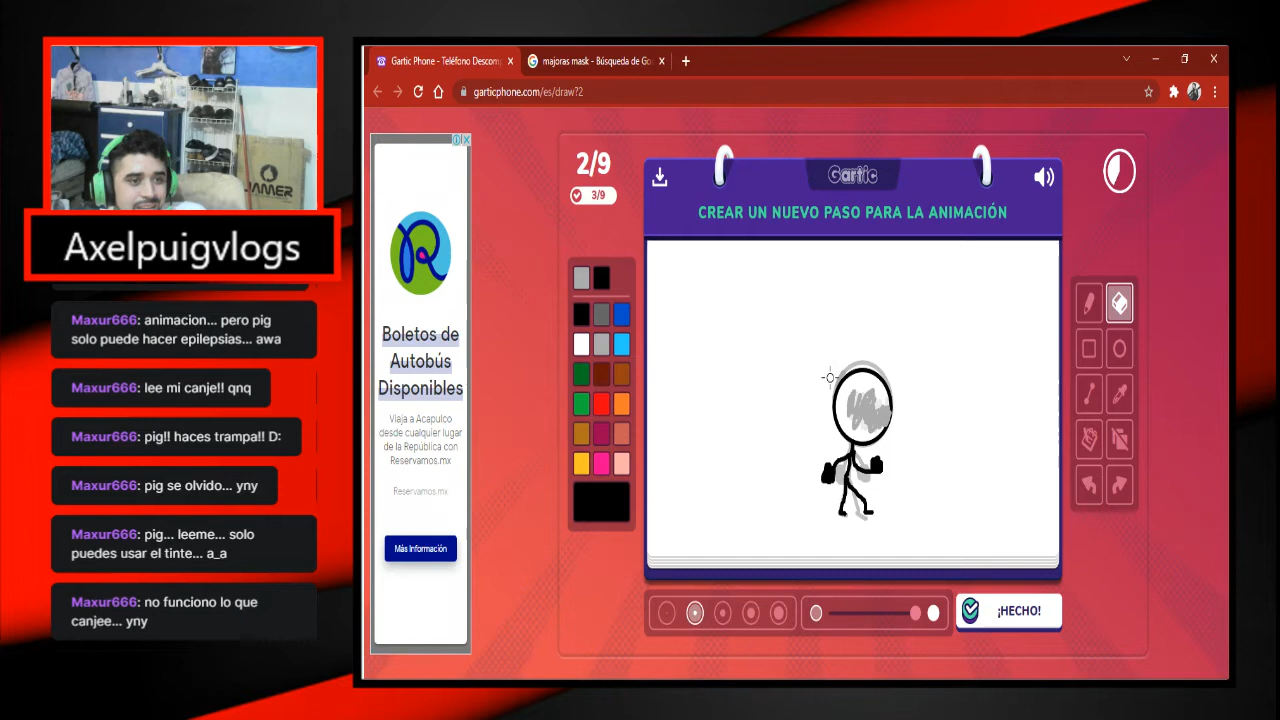 Axelpuigvlogs
Maxur666: animacion... pero pig
solo puede hacer epilepsias... awa
Maxur666: lee mi canje!! qnq
Maxur666: pig!! haces trampa!! D:
Maxur666: pig se olvido... yny
Maxur666: pig... leeme... solo
puedes usar el tinte... a_a
Maxur666: no funciono lo que
canjee... yny
Gartic Phone - Teléfono Descom
majoras mask - Búsqueda de Go
garticphone.com/es/draw?2
Boletos de
Autobús
Disponibles
Viaja a Acapulco
desde cualquier lugar
de la República con
Reservamos.mx
Reservamos.mx
Más Información
2/9
3/9
Gartic
CREAR UN NUEVO PASO PARA LA ANIMACIÓN
¡HECHO!
JAMER